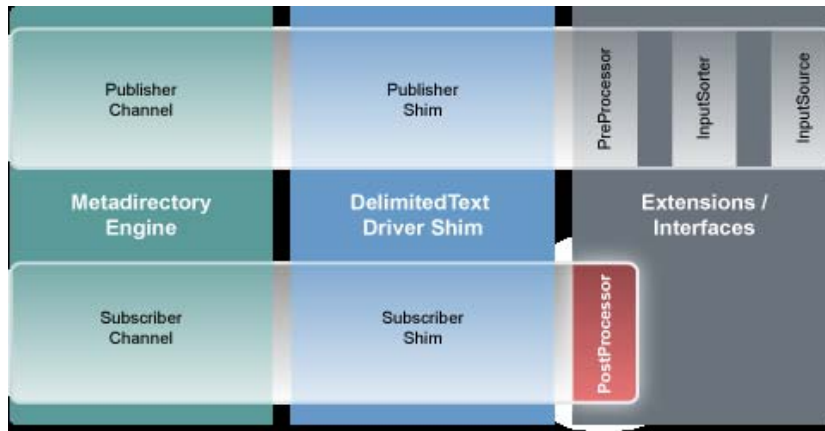 Publisher
Channel
Publisher
Shim
PreProcessor
InputSorter
InputSource
Metadirectory
Engine
DelimitedText
Driver Shim
Extensions /
Interfaces
Subscriber
Channel
Subscriber
Shim
PostProcessor